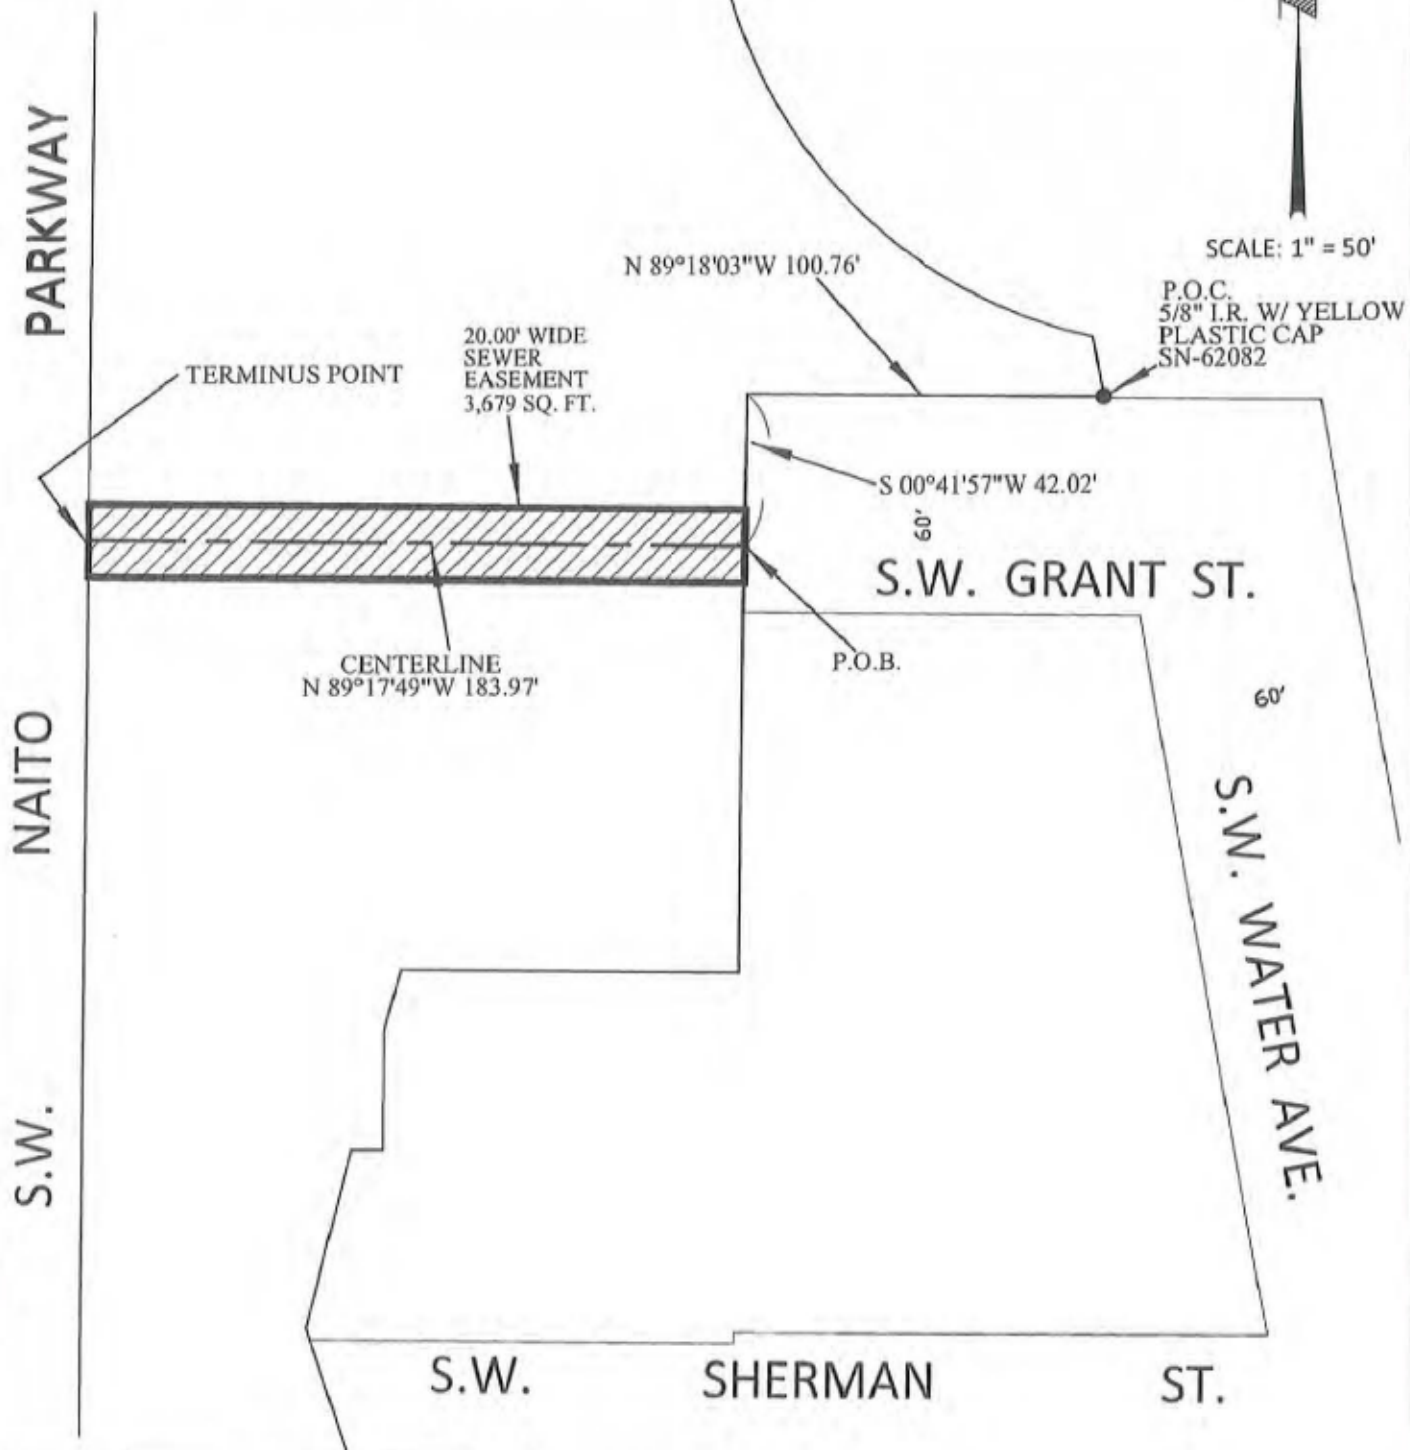 SCALE: 1" = 50'
N 89°18'03"W 100.76'
P.O.C.
5/8" I.R. W/ YELLOW
PLASTIC CAP
SN-62082
20.00' WIDE
SEWER
EASEMENT
3,679 SQ. FT.
TERMINUS POINT
S 00°41'57"W 42.02'
60'
S.W. GRANT ST.
CENTERLINE
N 89°17'49"W 183.97'
P.O.B.
60'
S.W. WATER AVE.
S.W. NAITO PARKWAY
S.W. SHERMAN ST.